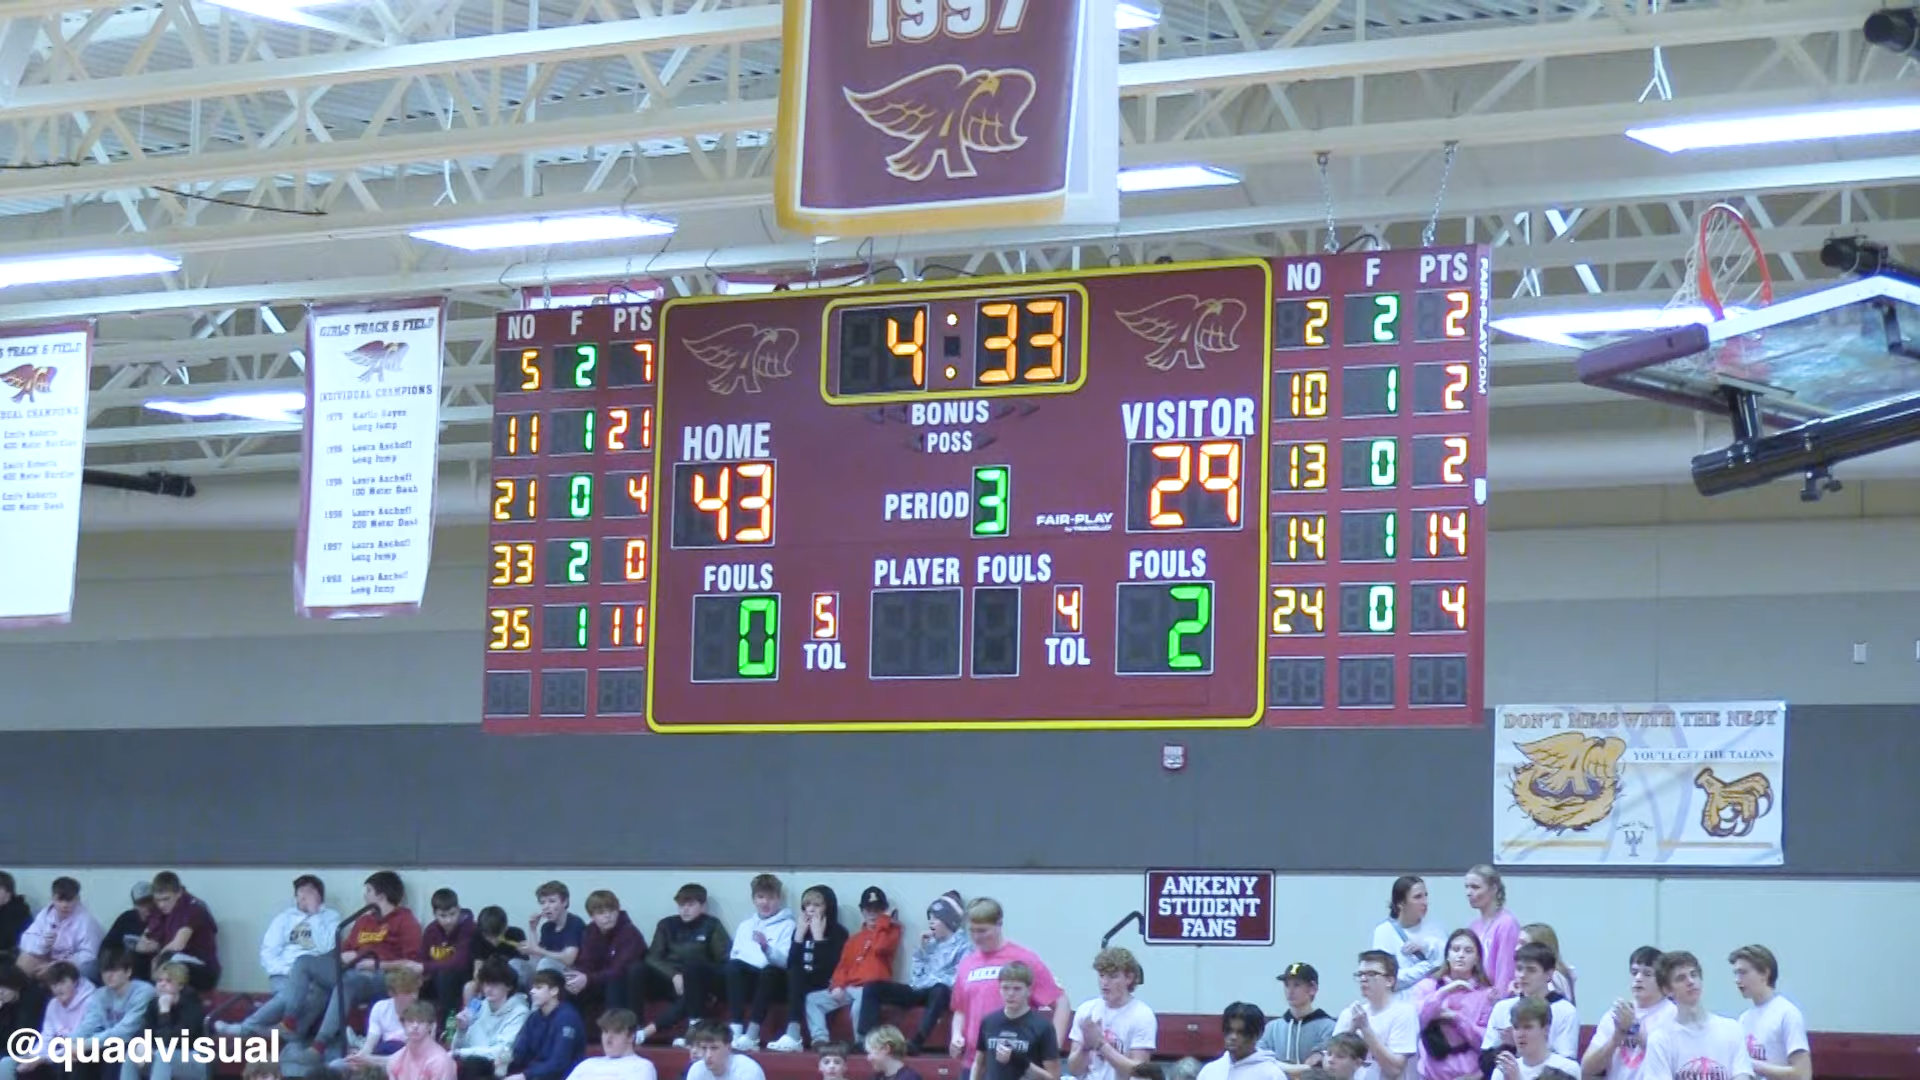 1997
GIRLS TRACK & FIELD
INDIVIDUAL CHAMPIONS
S TRACK & FIELD
NO F PTS
5 2 7
11 1 21
21 0 4
33 2 0
35 1 11
4:33
BONUS
POSS
HOME
43
VISITOR
29
PERIOD 3
FAIR-PLAY
FOULS
0
5
TOL
PLAYER FOULS
4
TOL
FOULS
2
NO F PTS
2 2 2
10 1 2
13 0 2
14 1 14
24 0 4
FAIR-PLAY.COM
DON'T MESS WITH THE NEST
YOU'LL GET THE TALONS
ANKENY
STUDENT
FANS
@quadvisual